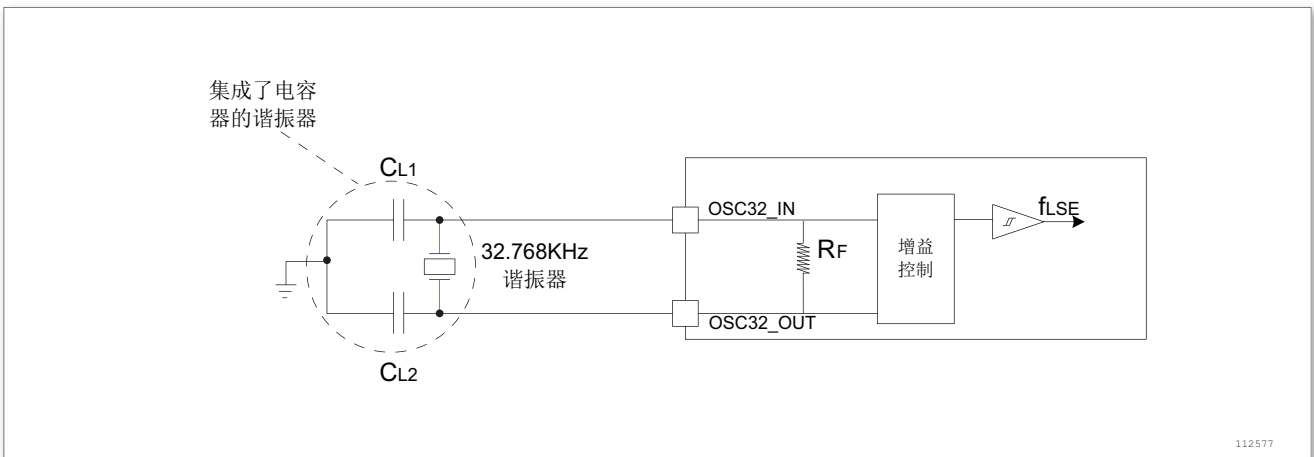 集成了电容
器的谐振器
CL1
32.768KHz
谐振器
CL2
OSC32_IN
RF
OSC32_OUT
增益
控制
fLSE
112577